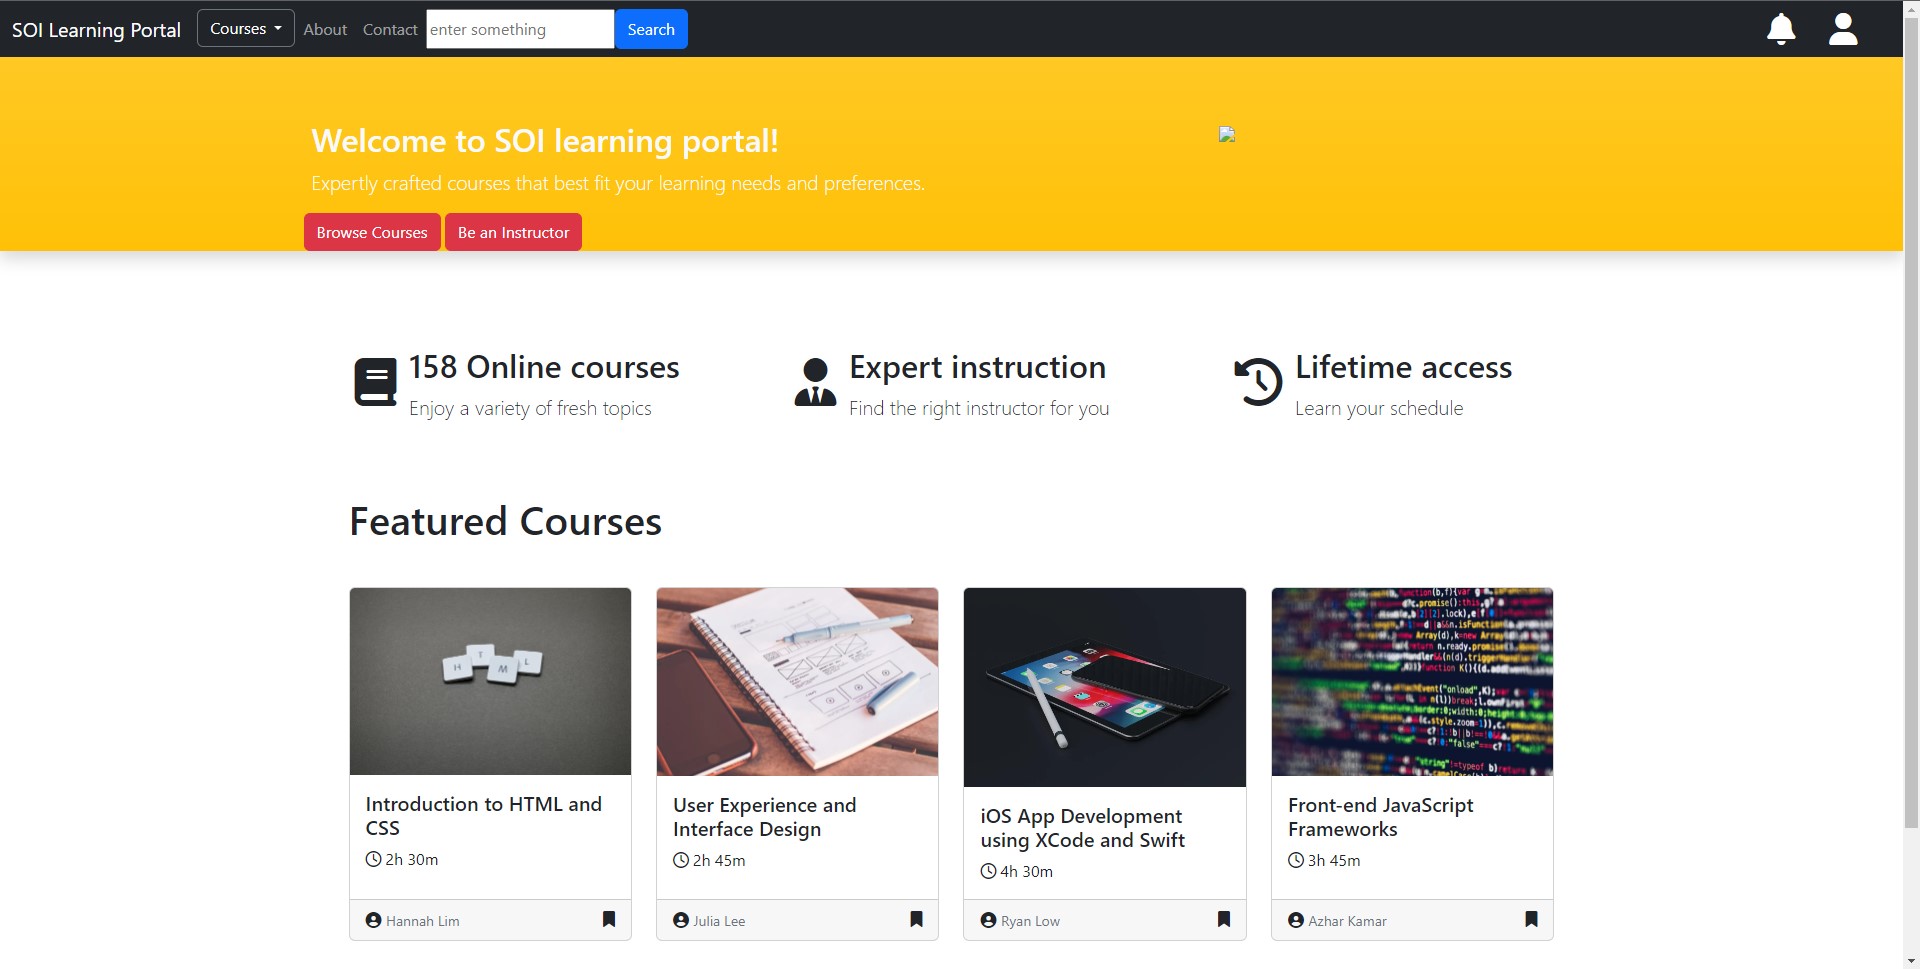 SOI Learning Portal Courses About Contact enter something Search
Welcome to SOI learning portal!
Expertly crafted courses that best fit your learning needs and preferences.
Browse Courses Be an Instructor
158 Online courses
Enjoy a variety of fresh topics
Expert instruction
Find the right instructor for you
Lifetime access
Learn your schedule
Featured Courses
H T M L
Introduction to HTML and
CSS
2h 30m
Hannah Lim
User Experience and
Interface Design
2h 45m
Julia Lee
iOS App Development
using XCode and Swift
4h 30m
Ryan Low
Front-end JavaScript
Frameworks
3h 45m
Azhar Kamar